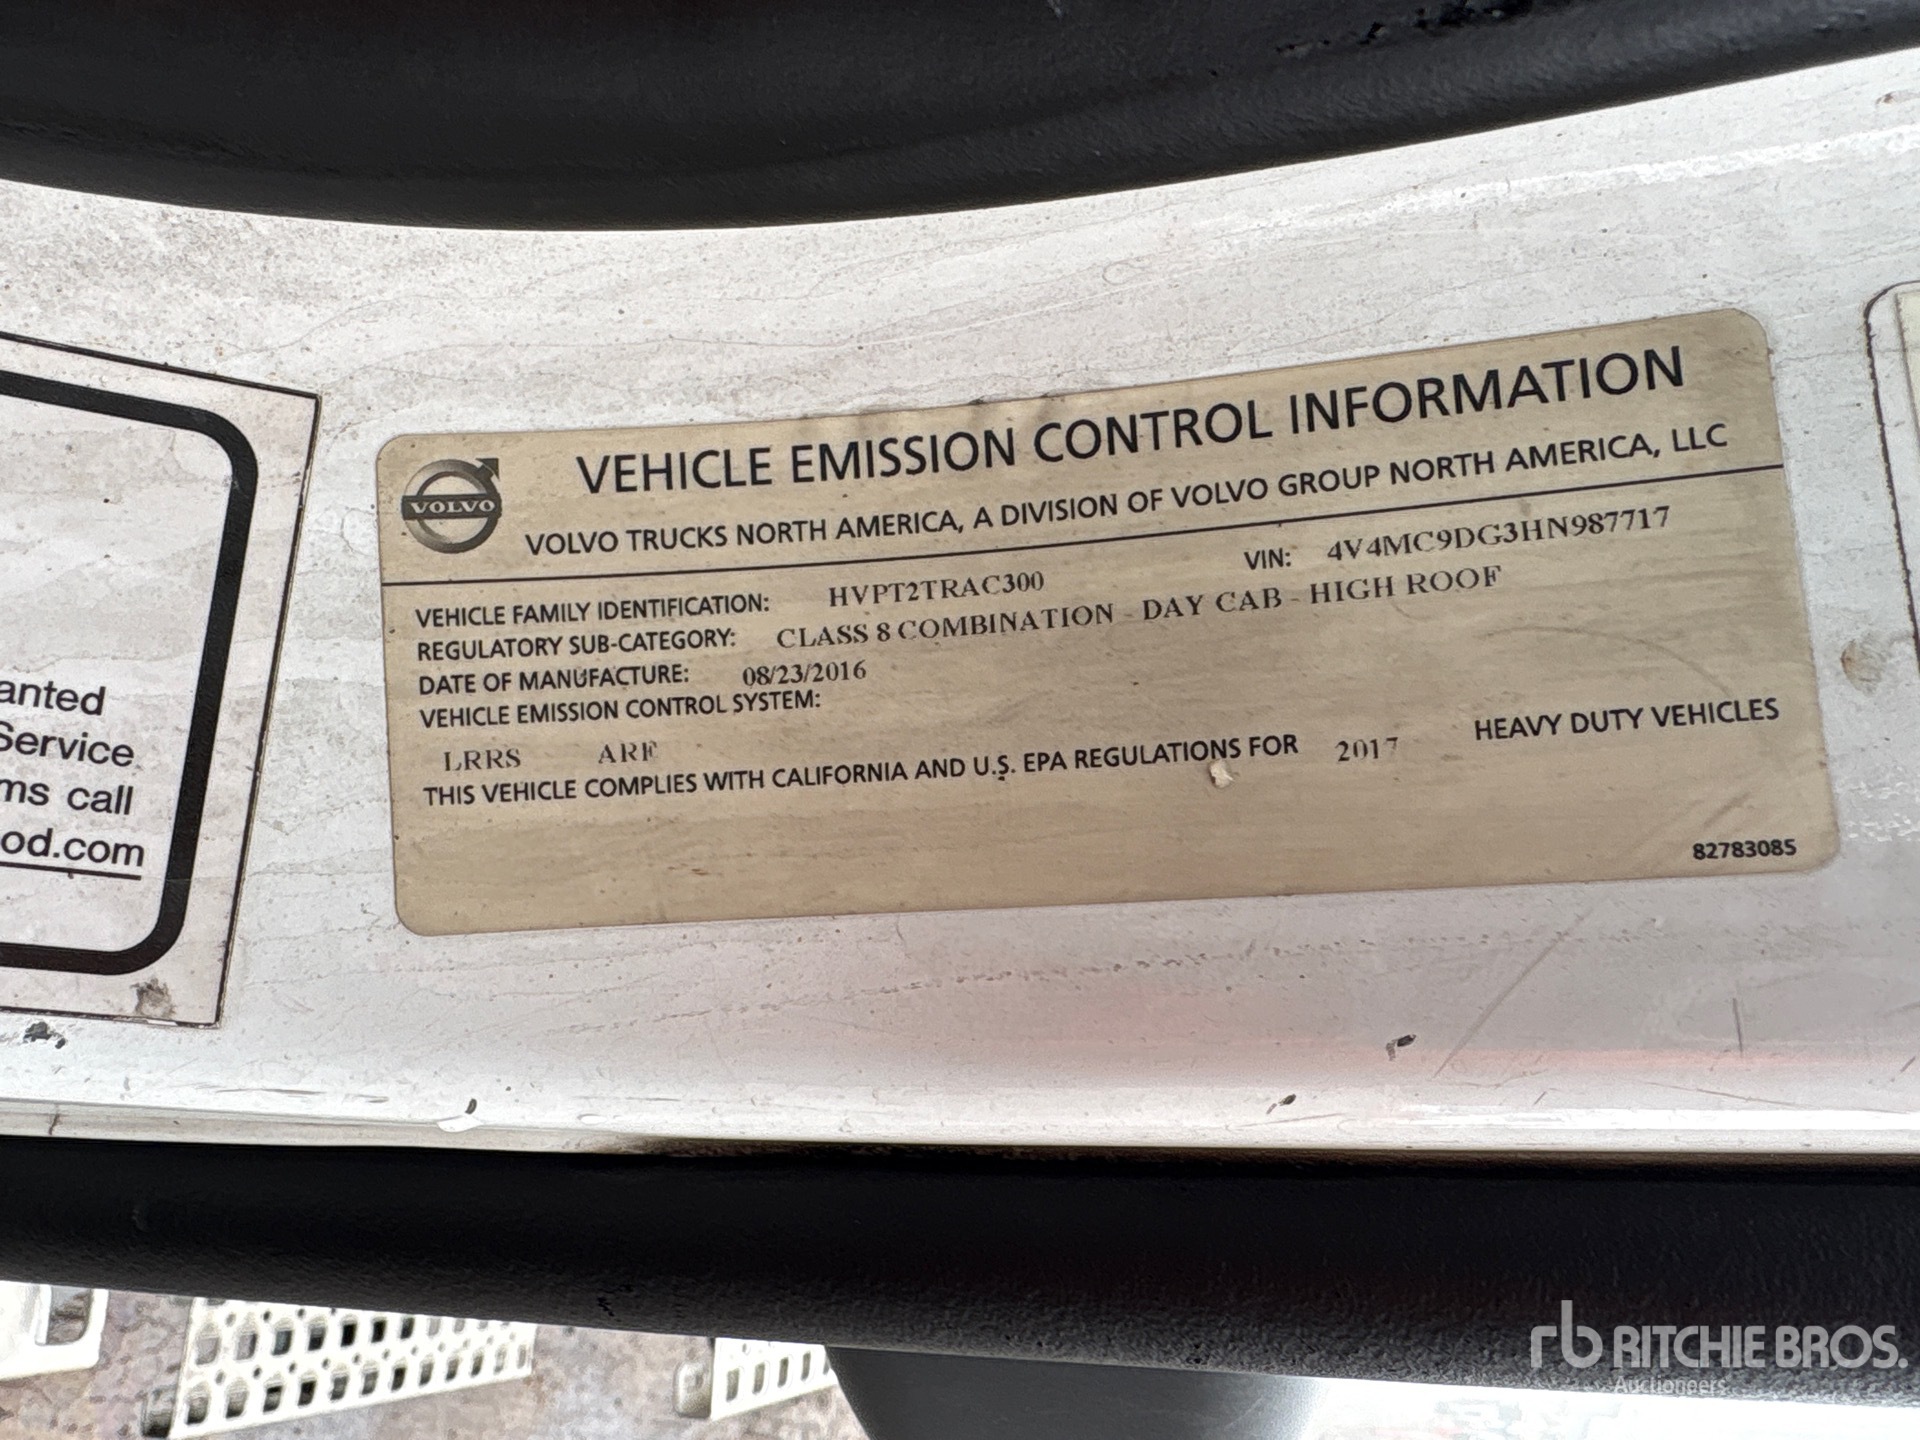 VEHICLE EMISSION CONTROL INFORMATION
VOLVO
VOLVO TRUCKS NORTH AMERICA, A DIVISION OF VOLVO GROUP NORTH AMERICA, LLC
VIN: 4V4MC9DG3HN987717
VEHICLE FAMILY IDENTIFICATION: HVPT2TRAC300
REGULATORY SUB-CATEGORY: CLASS 8 COMBINATION - DAY CAB - HIGH ROOF
DATE OF MANUFACTURE: 08/23/2016
VEHICLE EMISSION CONTROL SYSTEM:
LRRS ARF
THIS VEHICLE COMPLIES WITH CALIFORNIA AND U.S. EPA REGULATIONS FOR 2017 HEAVY DUTY VEHICLES
82783085
anted
Service
ms call
od.com
rb RITCHIE BROS.
Auctioneers